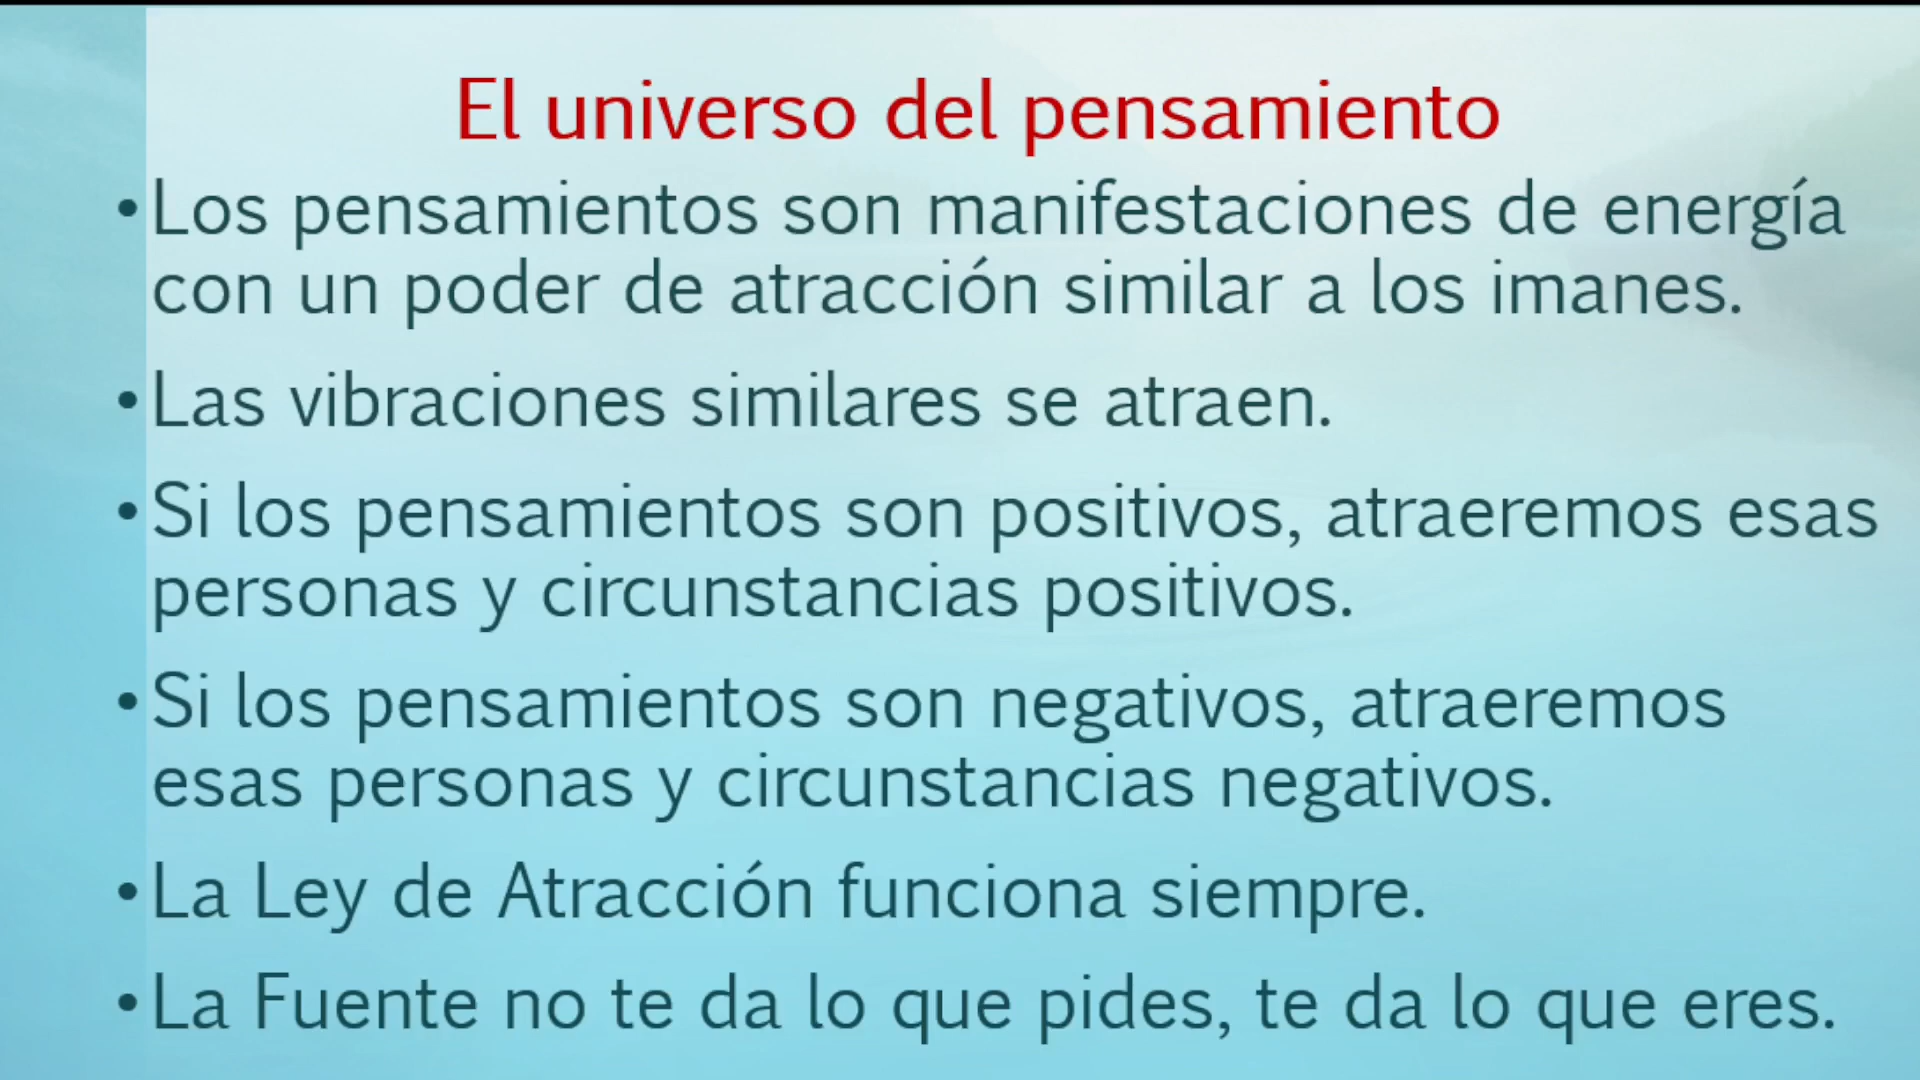 El universo del pensamiento
•Los pensamientos son manifestaciones de energía
con un poder de atracción similar a los imanes.
•Las vibraciones similares se atraen.
•Si los pensamientos son positivos, atraeremos esas
personas y circunstancias positivos.
•Si los pensamientos son negativos, atraeremos
esas personas y circunstancias negativos.
•La Ley de Atracción funciona siempre.
•La Fuente no te da lo que pides, te da lo que eres.